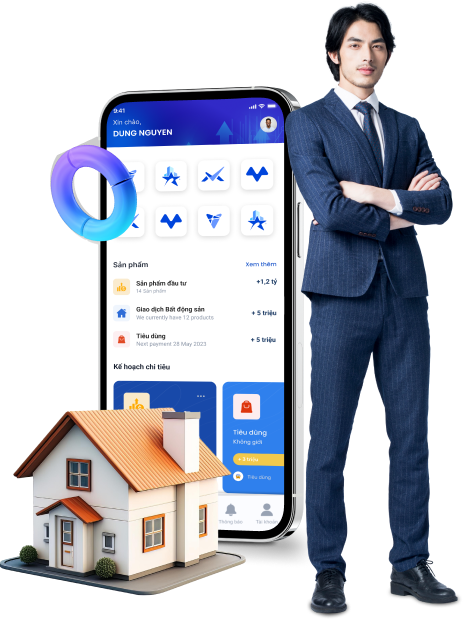 9:41
Xin chào,
DUNG NGUYEN
Sản phẩm
Xem thêm
Sản phẩm đầu tư
14 Sản phẩm
+1,2 tỷ
Giao dịch Bất động sản
We currently have 12 products
+ 5 triệu
Tiêu dùng
Next payment 28 May 2023
+ 5 triệu
Kế hoạch chi tiêu
Tiêu dùng
Không giới
Tiêu dùng
Thông báo
Tài khoản